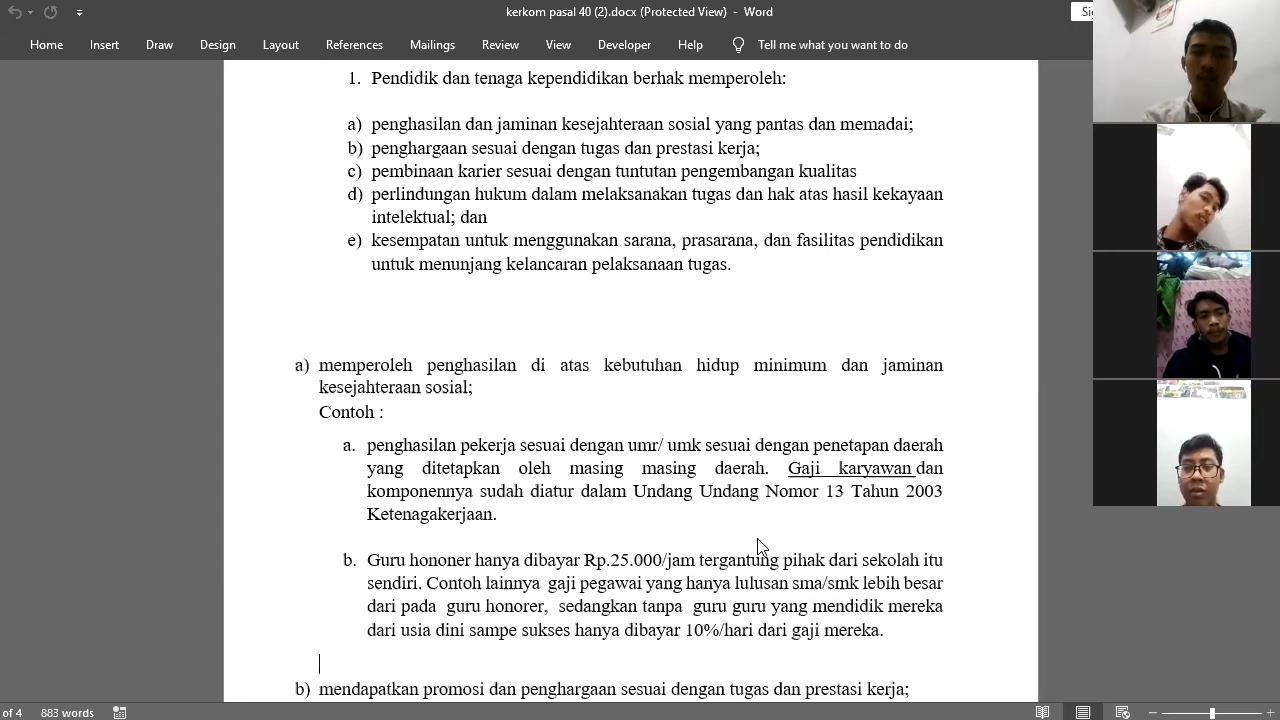 kerkom pasal 40 (2).docx (Protected View) - Word
Home Insert Draw Design Layout References Mailings Review View Developer Help Tell me what you want to do
1. Pendidik dan tenaga kependidikan berhak memperoleh:
a) penghasilan dan jaminan kesejahteraan sosial yang pantas dan memadai;
b) penghargaan sesuai dengan tugas dan prestasi kerja;
c) pembinaan karier sesuai dengan tuntutan pengembangan kualitas
d) perlindungan hukum dalam melaksanakan tugas dan hak atas hasil kekayaan
intelektual; dan
e) kesempatan untuk menggunakan sarana, prasarana, dan fasilitas pendidikan
untuk menunjang kelancaran pelaksanaan tugas.
a) memperoleh penghasilan di atas kebutuhan hidup minimum dan jaminan
kesejahteraan sosial;
Contoh :
a. penghasilan pekerja sesuai dengan umr/ umk sesuai dengan penetapan daerah
yang ditetapkan oleh masing masing daerah. Gaji karyawan dan
komponennya sudah diatur dalam Undang Undang Nomor 13 Tahun 2003
Ketenagakerjaan.
b. Guru hononer hanya dibayar Rp.25.000/jam tergantung pihak dari sekolah itu
sendiri. Contoh lainnya gaji pegawai yang hanya lulusan sma/smk lebih besar
dari pada guru honorer, sedangkan tanpa guru guru yang mendidik mereka
dari usia dini sampe sukses hanya dibayar 10%/hari dari gaji mereka.
b) mendapatkan promosi dan penghargaan sesuai dengan tugas dan prestasi kerja;
of 4 883 words